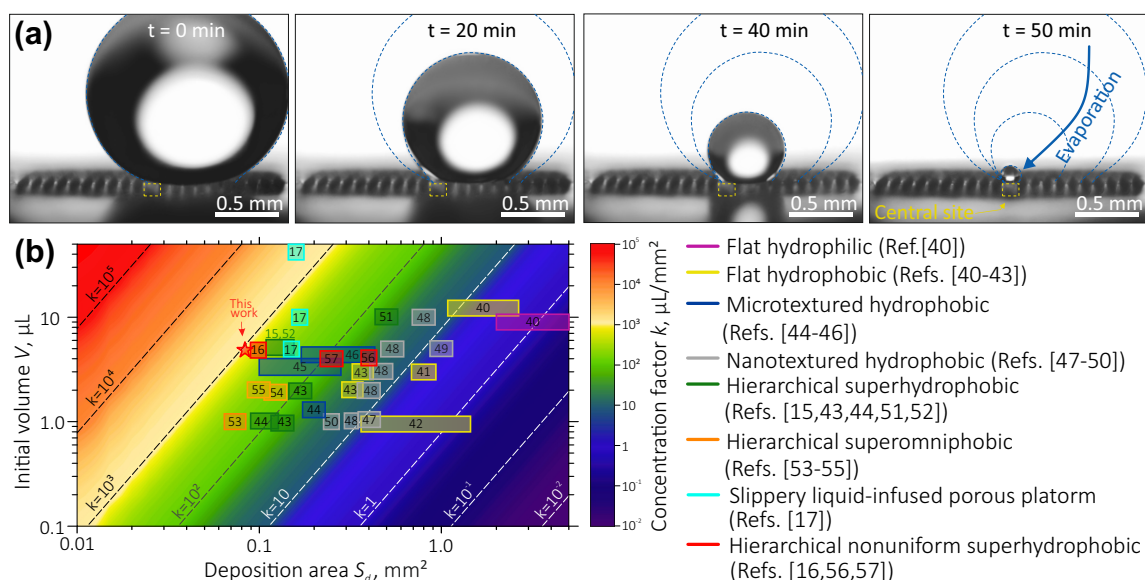 (a)
t = 0 min
t = 20 min
t = 40 min
t = 50 min
Evaporation
Central site
0.5 mm
0.5 mm
0.5 mm
0.5 mm
(b)
Initial volume V, µL
10
1.0
0.1
0.01
0.1
1.0
Deposition area S_d, mm²
k=10⁵
k=10⁴
k=10³
k=10²
k=10
k=1
k=10⁻¹
k=10⁻²
This
work
17
17
51
48
40
40
16
15,52
17
46
57
56
48
49
45
43
48
41
55
54
43
43
48
44
53
44
43
50
48
47
42
10⁵
10⁴
10³
10³
10²
10
1
10⁻¹
10⁻²
Concentration factor k, µL/mm²
Flat hydrophilic (Ref.[40])
Flat hydrophobic (Refs. [40-43])
Microtextured hydrophobic
(Refs. [44-46])
Nanotextured hydrophobic (Refs. [47-50])
Hierarchical superhydrophobic
(Refs. [15,43,44,51,52])
Hierarchical superomniphobic
(Refs. [53-55])
Slippery liquid-infused porous platorm
(Refs. [17])
Hierarchical nonuniform superhydrophobic
(Refs. [16,56,57])